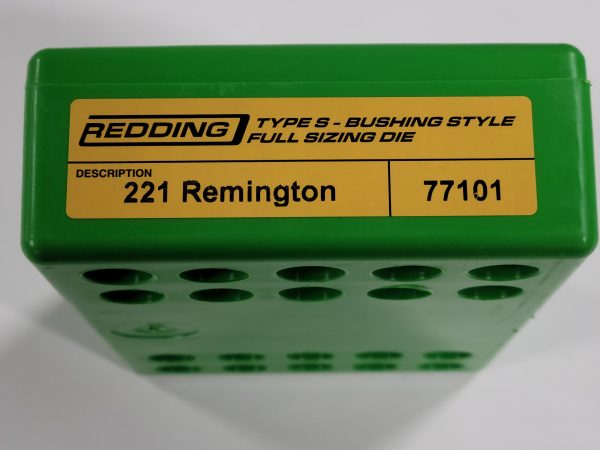 REDDING TYPE S - BUSHING STYLE
FULL SIZING DIE
DESCRIPTION
221 Remington 77101